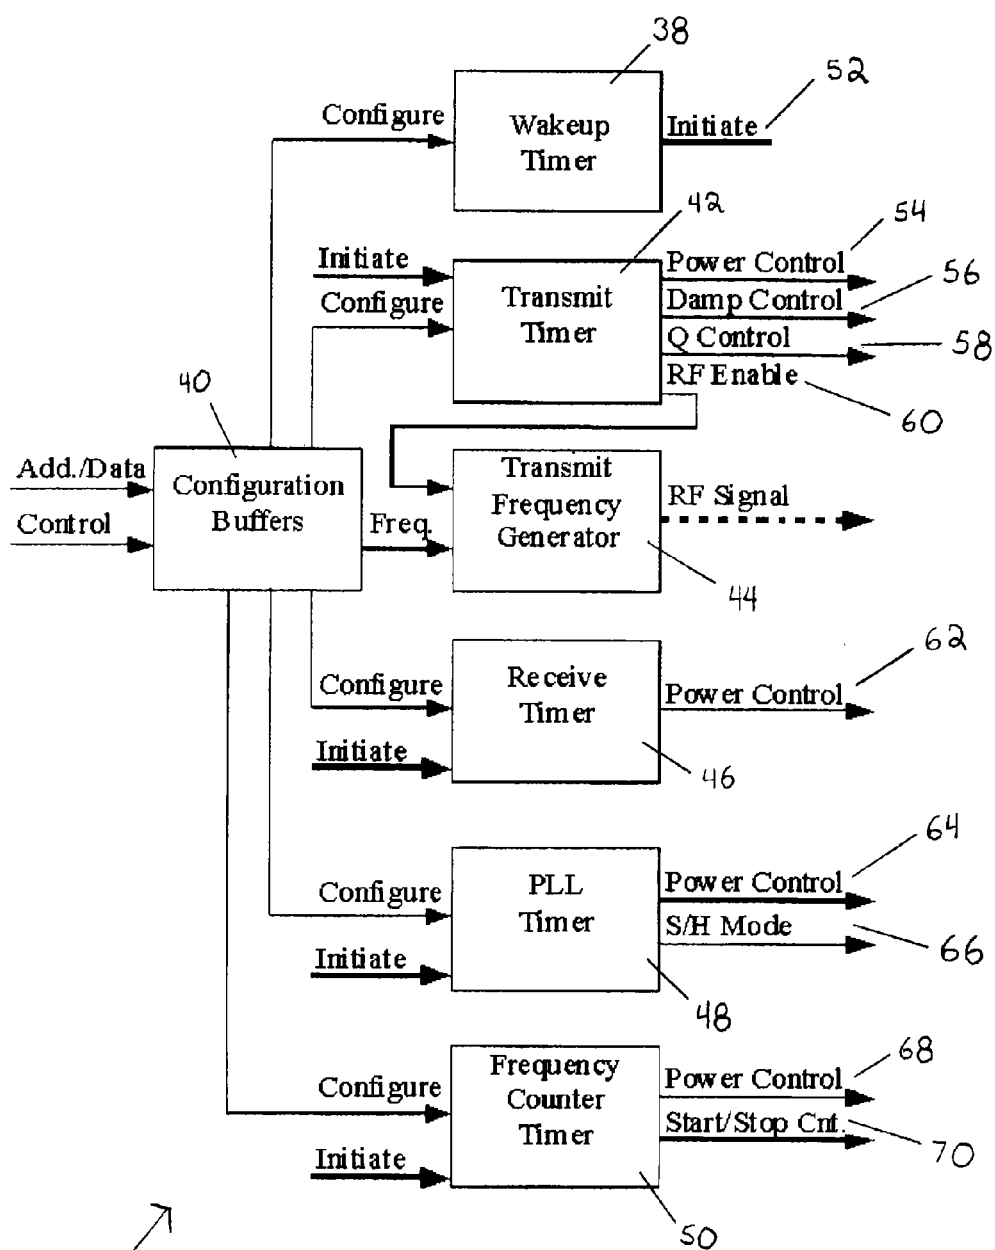 38
52
Configure
Wakeup
Timer
Initiate
42
54
Initiate
Configure
Transmit
Timer
Power Control
Damp Control
56
Q Control
58
RF Enable
60
40
Add./Data
Control
Configuration
Buffers
Freq.
Transmit
Frequency
Generator
RF Signal
44
62
Configure
Initiate
Receive
Timer
Power Control
46
64
Configure
Initiate
PLL
Timer
Power Control
S/H Mode
66
48
68
Configure
Initiate
Frequency
Counter
Timer
Power Control
Start/Stop Cnt.
70
50